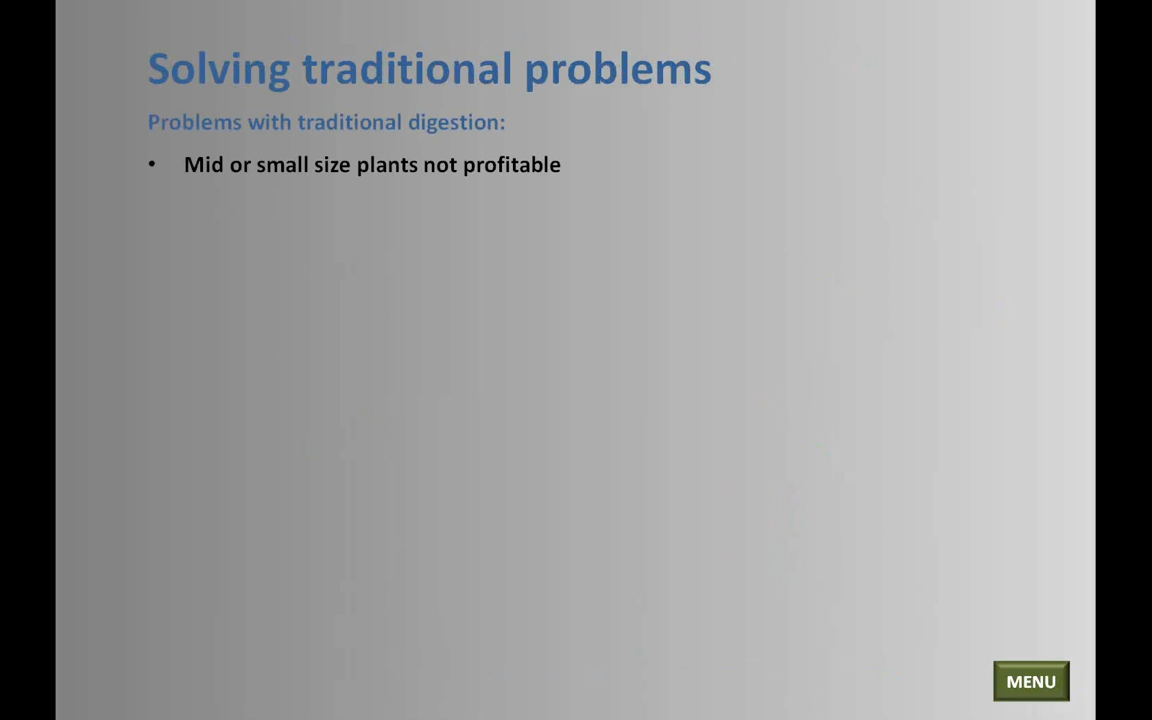 Solving traditional problems
Problems with traditional digestion:
• Mid or small size plants not profitable
MENU